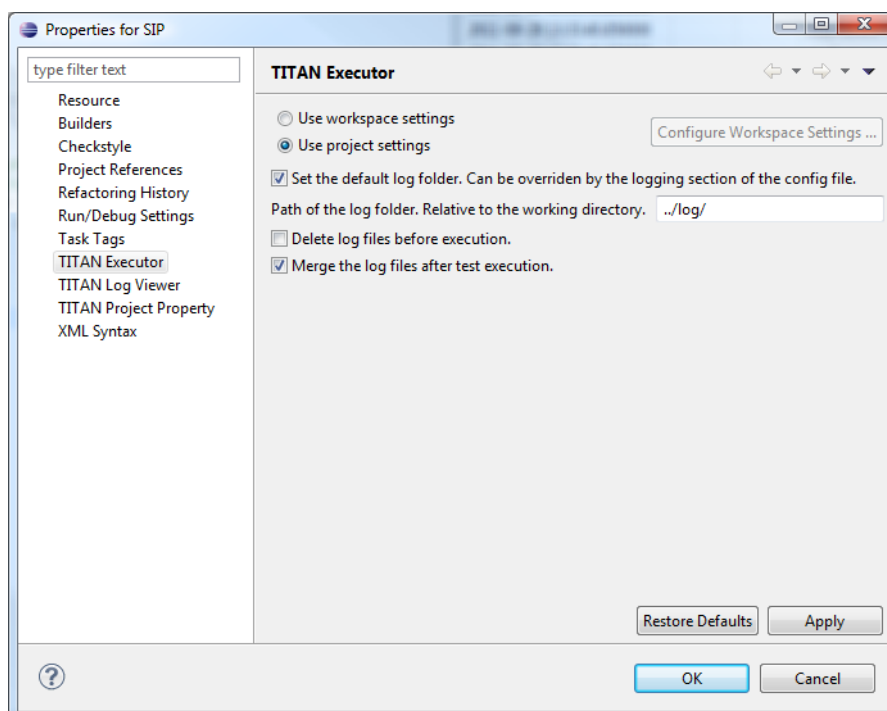 Properties for SIP
type filter text
Resource
Builders
Checkstyle
Project References
Refactoring History
Run/Debug Settings
Task Tags
TITAN Executor
TITAN Log Viewer
TITAN Project Property
XML Syntax
TITAN Executor
Use workspace settings
Use project settings
Configure Workspace Settings ...
Set the default log folder. Can be overriden by the logging section of the config file.
Path of the log folder. Relative to the working directory. ../log/
Delete log files before execution.
Merge the log files after test execution.
Restore Defaults Apply
OK Cancel